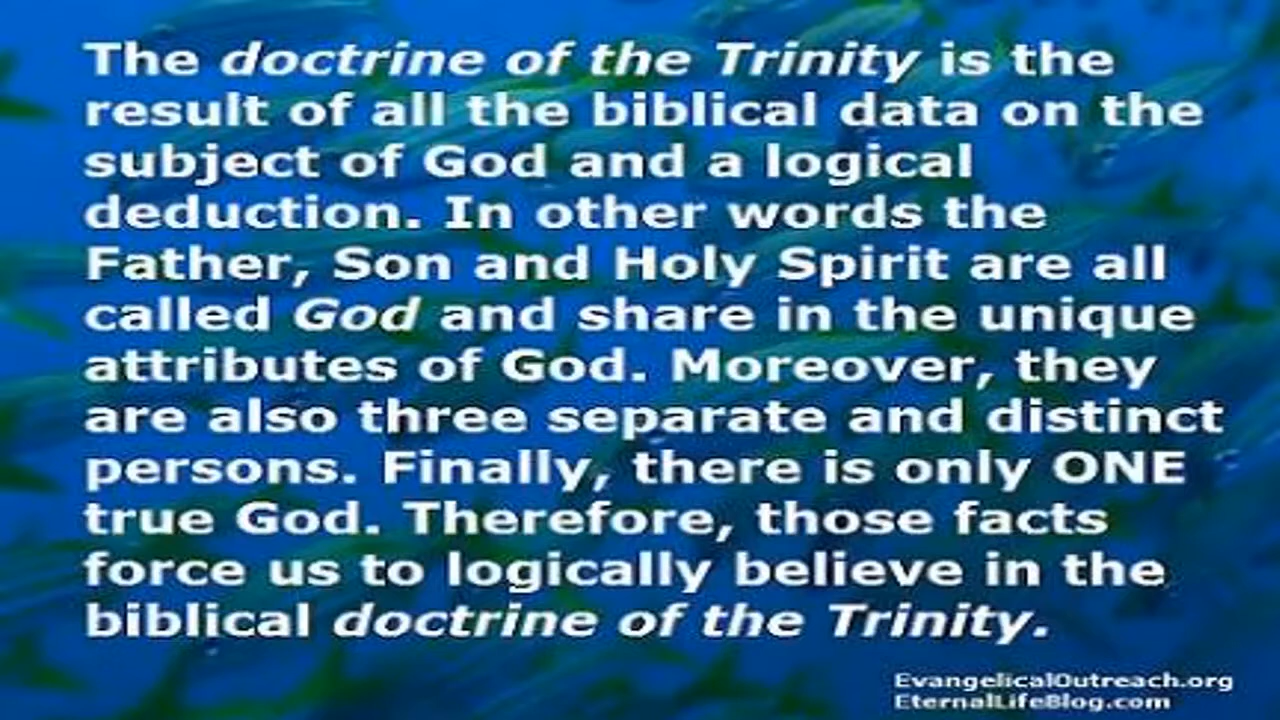 The doctrine of the Trinity is the
result of all the biblical data on the
subject of God and a logical
deduction. In other words the
Father, Son and Holy Spirit are all
called God and share in the unique
attributes of God. Moreover, they
are also three separate and distinct
persons. Finally, there is only ONE
true God. Therefore, those facts
force us to logically believe in the
biblical doctrine of the Trinity.
EvangelicalOutreach.org
EternalLifeBlog.com